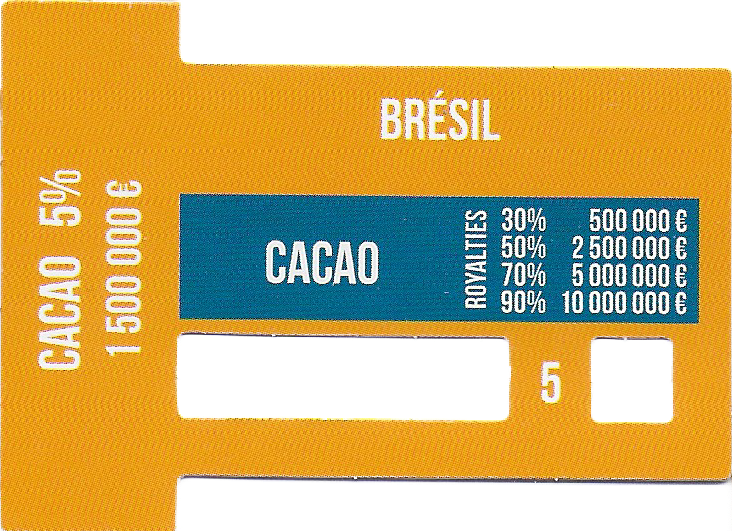 BRÉSIL
CACAO 5%
1 500 000 €
CACAO
ROYALTIES
30% 500 000 €
50% 2 500 000 €
70% 5 000 000 €
90% 10 000 000 €
5